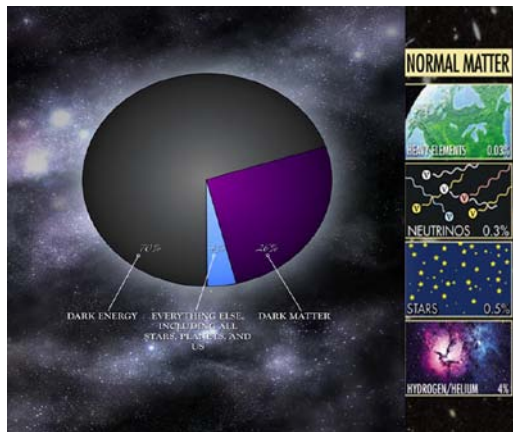 70%
4%
26%
DARK ENERGY
EVERYTHING ELSE,
INCLUDING ALL
STARS, PLANETS, AND
US
DARK MATTER
NORMAL MATTER
HEAVY ELEMENTS 0.03%
V
V
V
V
V
V
NEUTRINOS 0.3%
STARS 0.5%
HYDROGEN/HELIUM 4%